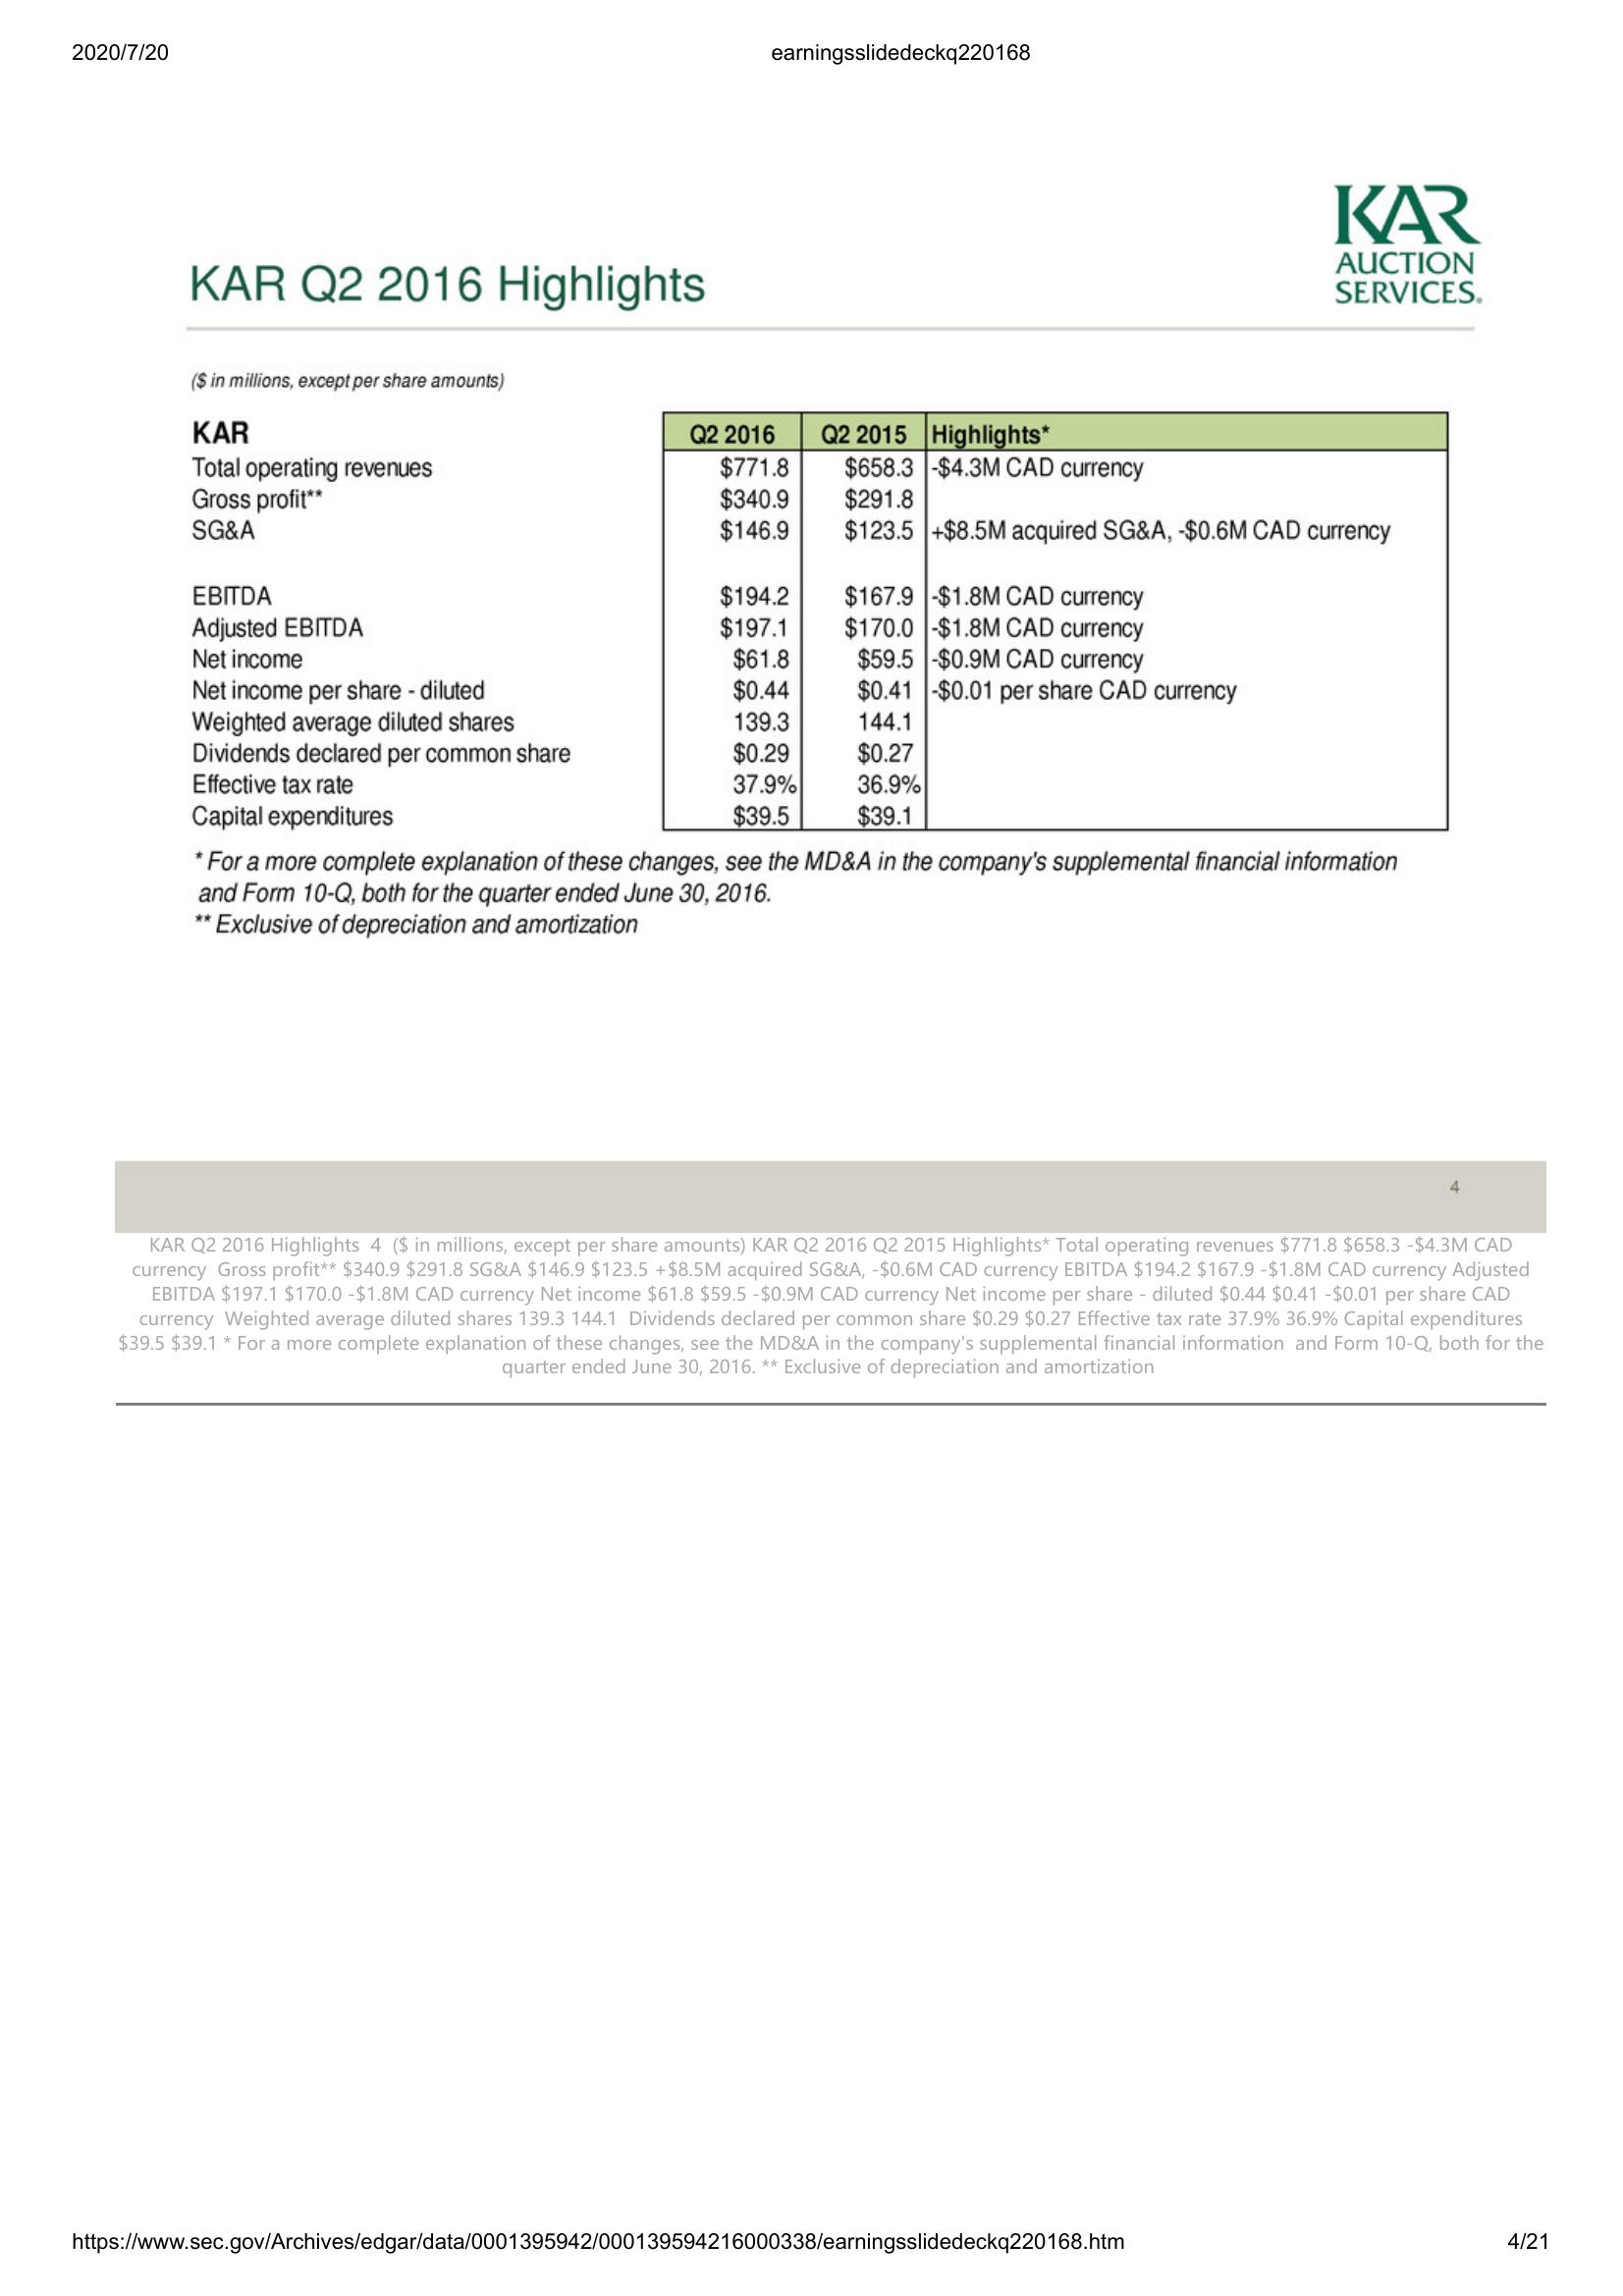 2020/7/20 earningsslidedeckq220168
KAR
AUCTION
SERVICES.
KAR Q2 2016 Highlights
($ in millions, except per share amounts)
KAR Q2 2016 Q2 2015 Highlights*
Total operating revenues $771.8 $658.3 -$4.3M CAD currency
Gross profit** $340.9 $291.8
SG&A $146.9 $123.5 +$8.5M acquired SG&A, -$0.6M CAD currency
EBITDA $194.2 $167.9 -$1.8M CAD currency
Adjusted EBITDA $197.1 $170.0 -$1.8M CAD currency
Net income $61.8 $59.5 -$0.9M CAD currency
Net income per share - diluted $0.44 $0.41 -$0.01 per share CAD currency
Weighted average diluted shares 139.3 144.1
Dividends declared per common share $0.29 $0.27
Effective tax rate 37.9% 36.9%
Capital expenditures $39.5 $39.1
* For a more complete explanation of these changes, see the MD&A in the company's supplemental financial information
and Form 10-Q, both for the quarter ended June 30, 2016.
** Exclusive of depreciation and amortization
4
KAR Q2 2016 Highlights 4 ($ in millions, except per share amounts) KAR Q2 2016 Q2 2015 Highlights* Total operating revenues $771.8 $658.3 -$4.3M CAD
currency Gross profit** $340.9 $291.8 SG&A $146.9 $123.5 +$8.5M acquired SG&A, -$0.6M CAD currency EBITDA $194.2 $167.9 -$1.8M CAD currency Adjusted
EBITDA $197.1 $170.0 -$1.8M CAD currency Net income $61.8 $59.5 -$0.9M CAD currency Net income per share - diluted $0.44 $0.41 -$0.01 per share CAD
currency Weighted average diluted shares 139.3 144.1 Dividends declared per common share $0.29 $0.27 Effective tax rate 37.9% 36.9% Capital expenditures
$39.5 $39.1 * For a more complete explanation of these changes, see the MD&A in the company's supplemental financial information and Form 10-Q, both for the
quarter ended June 30, 2016. ** Exclusive of depreciation and amortization
https://www.sec.gov/Archives/edgar/data/0001395942/000139594216000338/earningsslidedeckq220168.htm 4/21